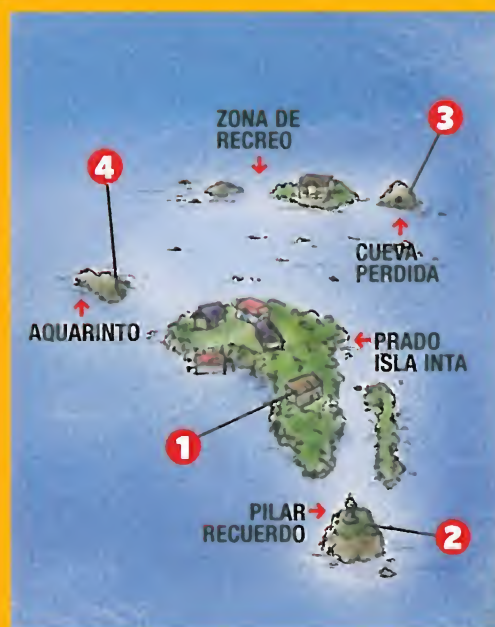 ZONA DE
RECREO
3
4
CUEVA
PERDIDA
AQUARINTO
PRADO
ISLA INTA
1
PILAR
RECUERDO
2